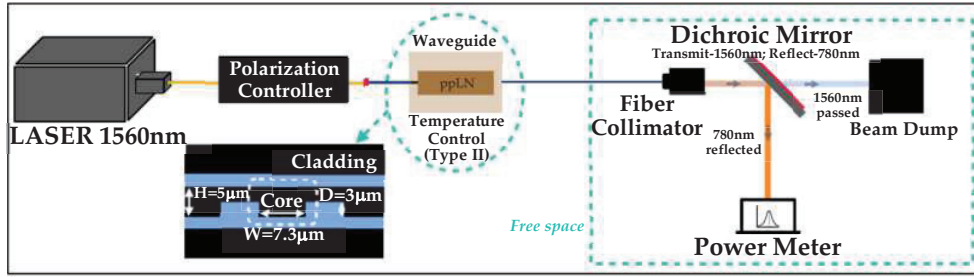 LASER 1560nm
Polarization
Controller
Waveguide
ppLN
Temperature
Control
(Type II)
Cladding
H=5μm
Core
D=3μm
W=7.3μm
Free space
Dichroic Mirror
Transmit-1560nm; Reflect-780nm
Fiber
Collimator
1560nm
passed
Beam Dump
780nm
reflected
Power Meter